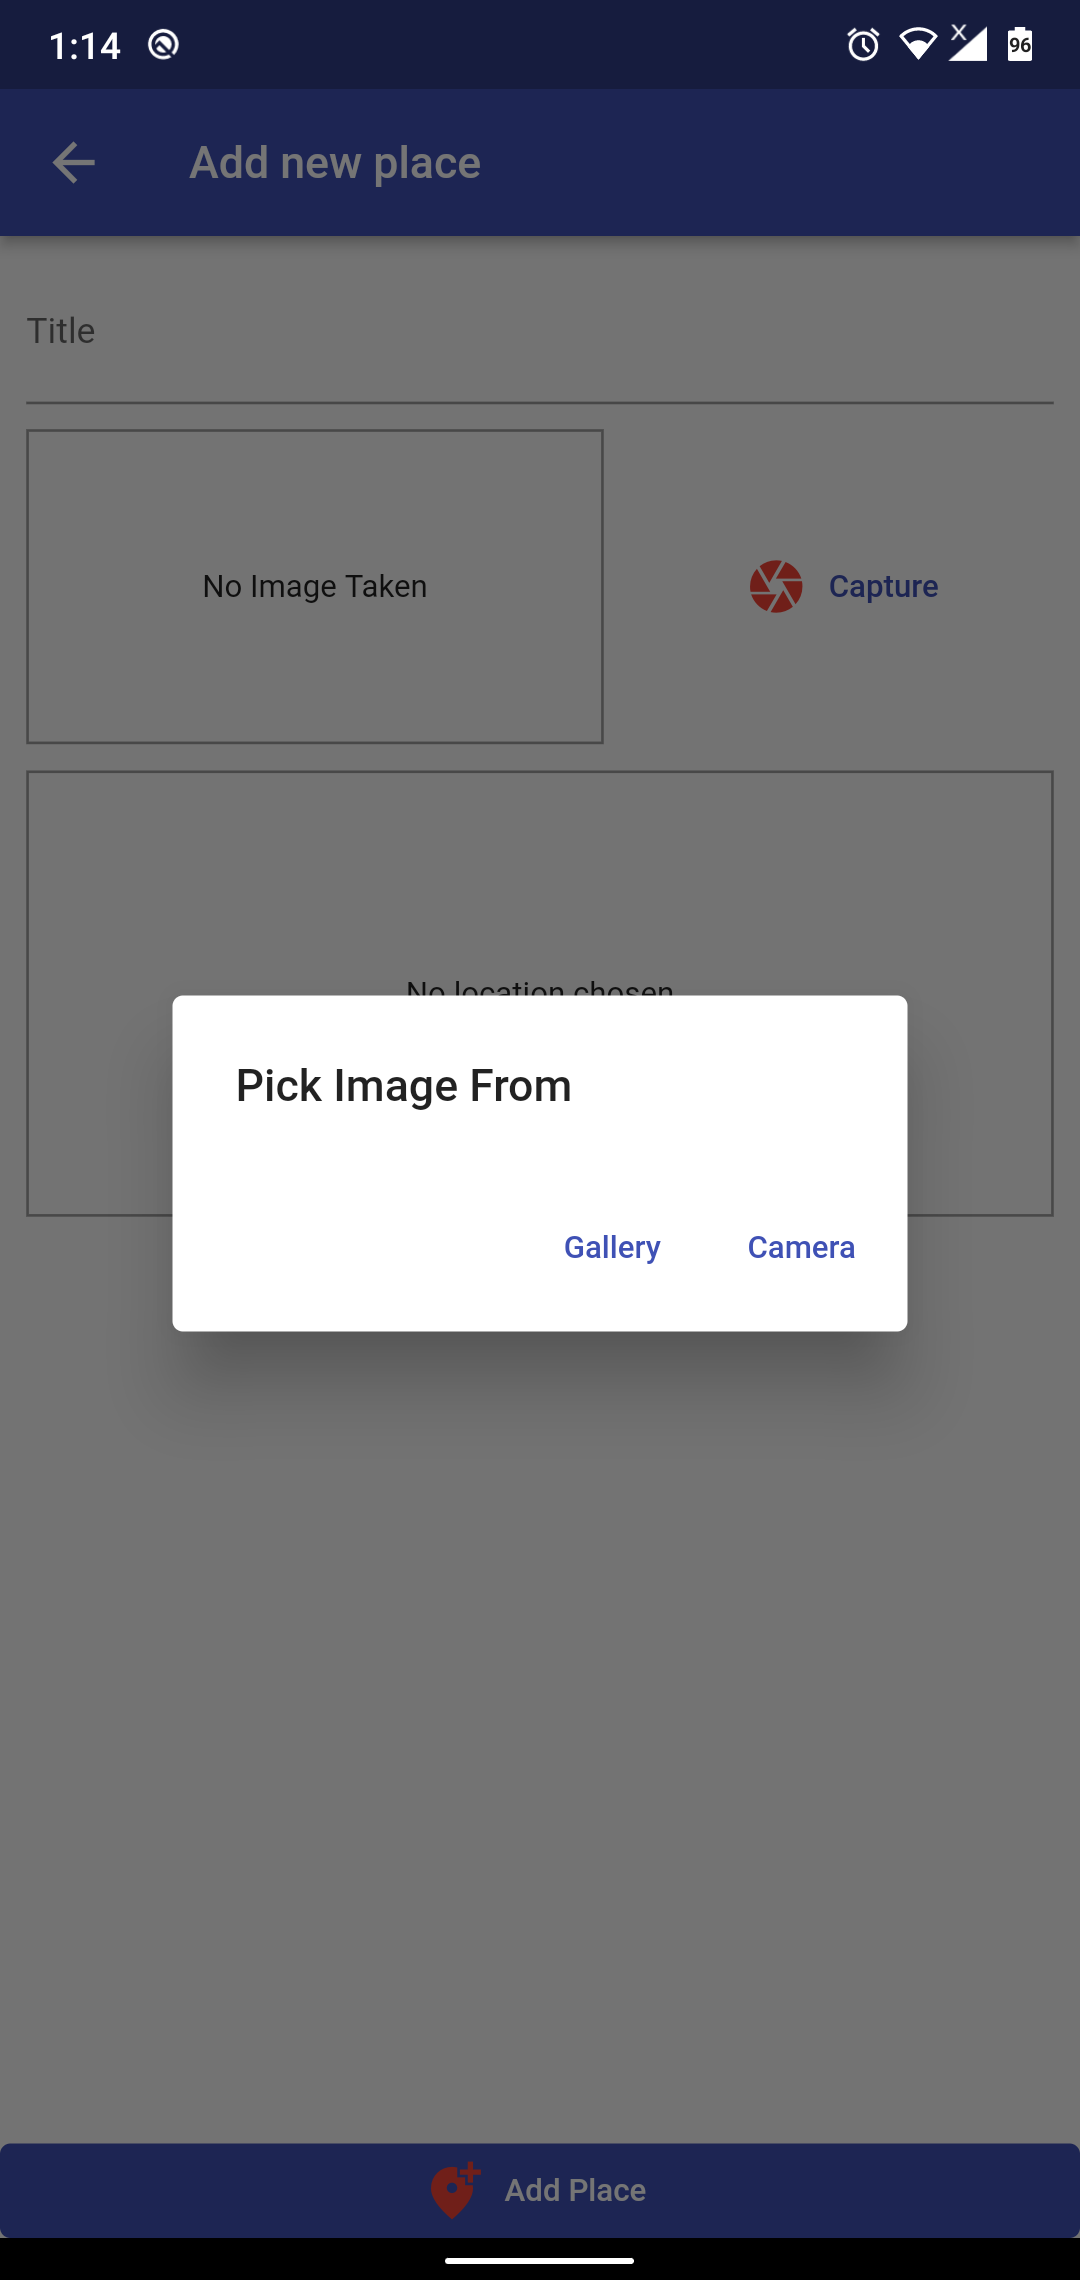 1:14
X
96
Add new place
Title
No Image Taken
Capture
No location chosen
Pick Image From
Gallery
Camera
Add Place